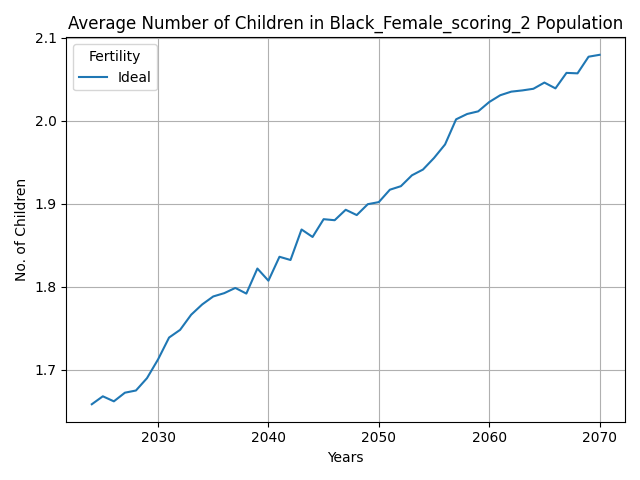 Average Number of Children in Black_Female_scoring_2 Population
2.1
2.0
1.9
1.8
1.7
No. of Children
Fertility
Ideal
2030 2040 2050 2060 2070
Years